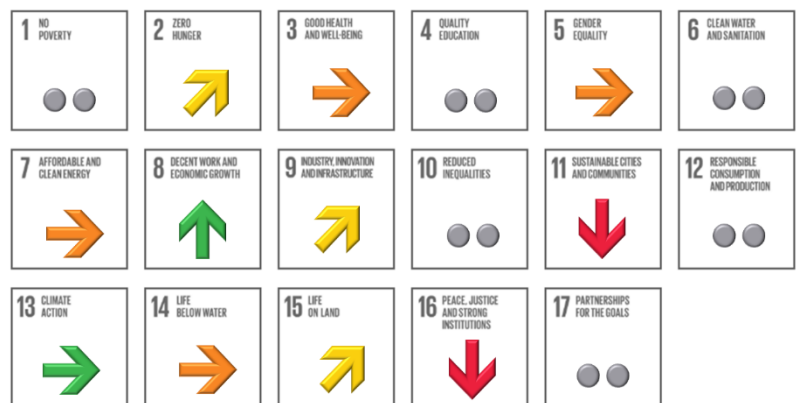 1 NO
POVERTY
2 ZERO
HUNGER
3 GOOD HEALTH
AND WELL-BEING
4 QUALITY
EDUCATION
5 GENDER
EQUALITY
6 CLEAN WATER
AND SANITATION
7 AFFORDABLE AND
CLEAN ENERGY
8 DECENT WORK AND
ECONOMIC GROWTH
9 INDUSTRY, INNOVATION
AND INFRASTRUCTURE
10 REDUCED
INEQUALITIES
11 SUSTAINABLE CITIES
AND COMMUNITIES
12 RESPONSIBLE
CONSUMPTION
AND PRODUCTION
13 CLIMATE
ACTION
14 LIFE
BELOW WATER
15 LIFE
ON LAND
16 PEACE, JUSTICE
AND STRONG
INSTITUTIONS
17 PARTNERSHIPS
FOR THE GOALS